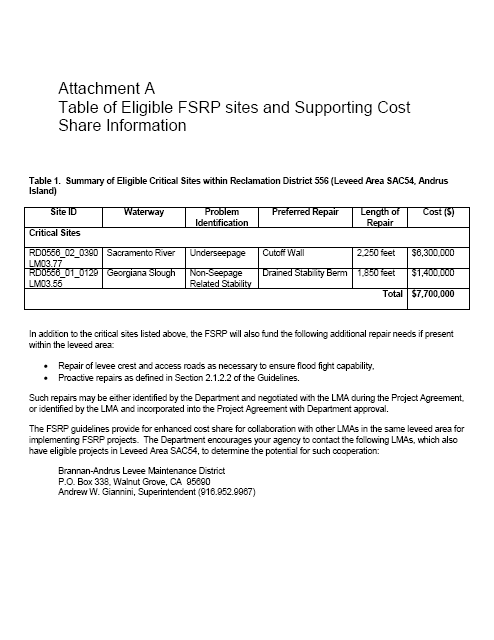 Attachment A
Table of Eligible FSRP sites and Supporting Cost
Share Information
Table 1. Summary of Eligible Critical Sites within Reclamation District 556 (Leveed Area SAC54, Andrus
Island)
Site ID Waterway Problem Identification Preferred Repair Length of Repair Cost ($)
Critical Sites
RD0556_02_0390 Sacramento River Underseepage Cutoff Wall 2,250 feet $6,300,000
LM03.77
RD0556_01_0129 Georgiana Slough Non-Seepage Drained Stability Berm 1,850 feet $1,400,000
LM03.55 Related Stability
Total $7,700,000
In addition to the critical sites listed above, the FSRP will also fund the following additional repair needs if present
within the leveed area:
• Repair of levee crest and access roads as necessary to ensure flood fight capability,
• Proactive repairs as defined in Section 2.1.2.2 of the Guidelines.
Such repairs may be either identified by the Department and negotiated with the LMA during the Project Agreement,
or identified by the LMA and incorporated into the Project Agreement with Department approval.
The FSRP guidelines provide for enhanced cost share for collaboration with other LMAs in the same leveed area for
implementing FSRP projects. The Department encourages your agency to contact the following LMAs, which also
have eligible projects in Leveed Area SAC54, to determine the potential for such cooperation:
Brannan-Andrus Levee Maintenance District
P.O. Box 338, Walnut Grove, CA 95690
Andrew W. Giannini, Superintendent (916.952.9967)